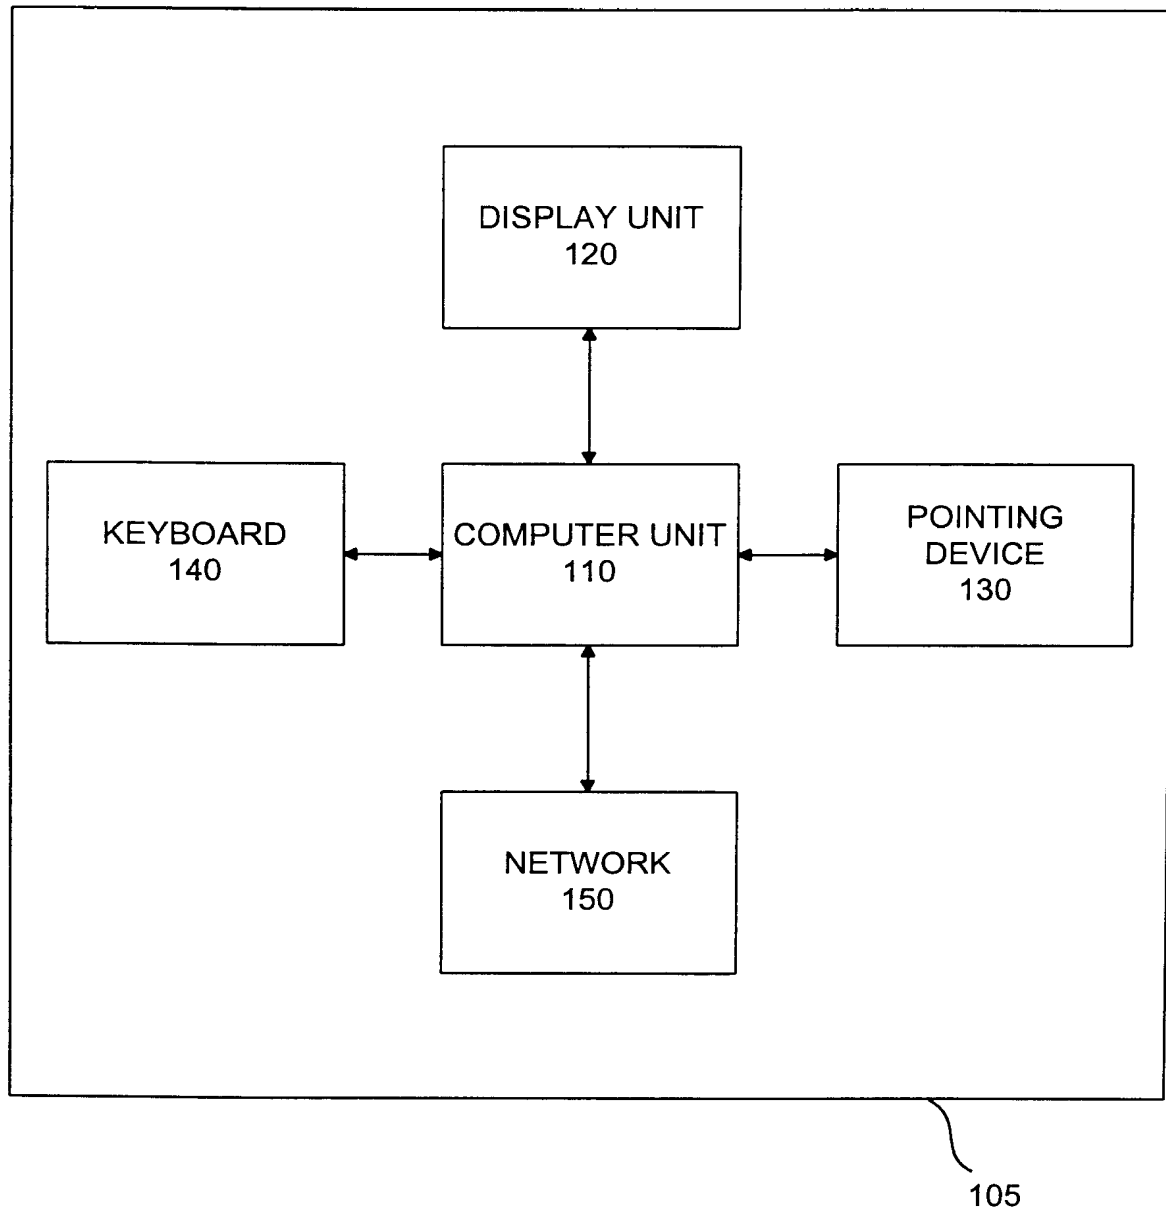 DISPLAY UNIT
120
KEYBOARD
140
COMPUTER UNIT
110
POINTING
DEVICE
130
NETWORK
150
105